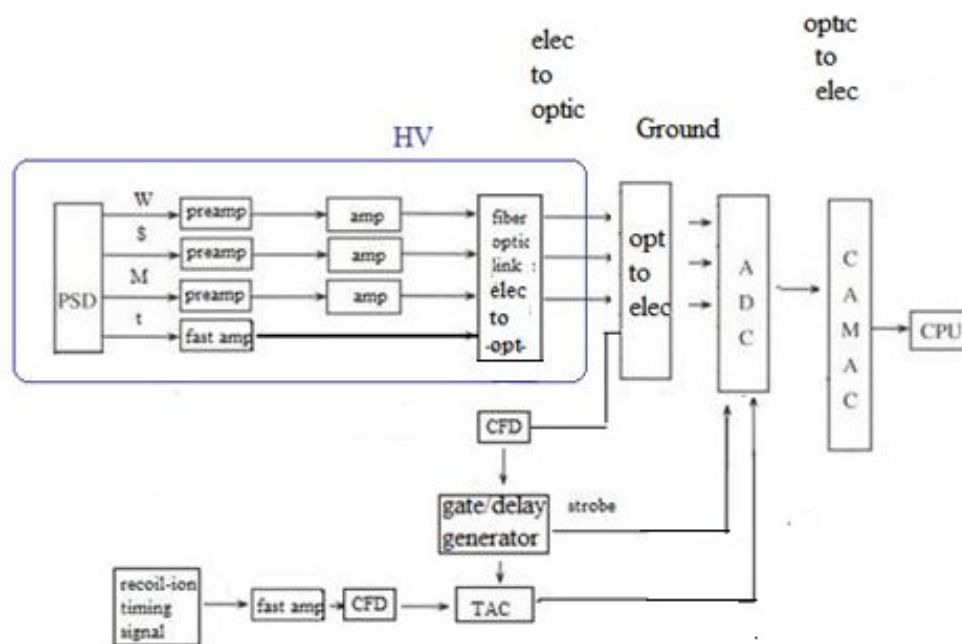 elec
to
optic
optic
to
elec
HV
Ground
W
preamp
amp
$
preamp
amp
M
preamp
amp
t
fast amp
PSD
fiber
optic
link :
elec
to
-opt-
opt
to
elec
A
D
C
C
A
M
A
C
CPU
CFD
gate/delay
generator
strobe
recoil-ion
timing
signal
fast amp
CFD
TAC